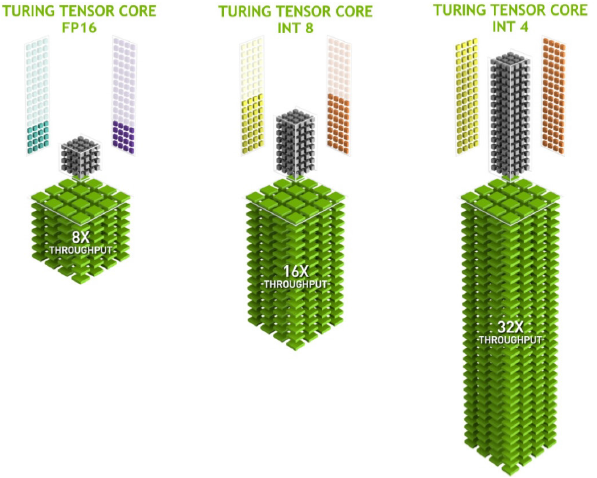 TURING TENSOR CORE
FP16
TURING TENSOR CORE
INT 8
TURING TENSOR CORE
INT 4
8X
THROUGHPUT
16X
THROUGHPUT
32X
THROUGHPUT